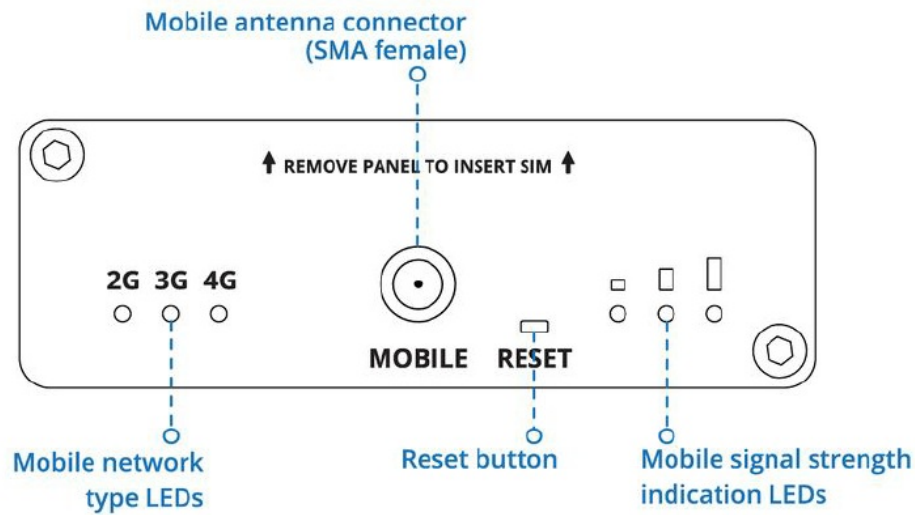 Mobile antenna connector
(SMA female)
REMOVE PANEL TO INSERT SIM
2G 3G 4G
MOBILE RESET
Mobile network
type LEDs
Reset button
Mobile signal strength
indication LEDs